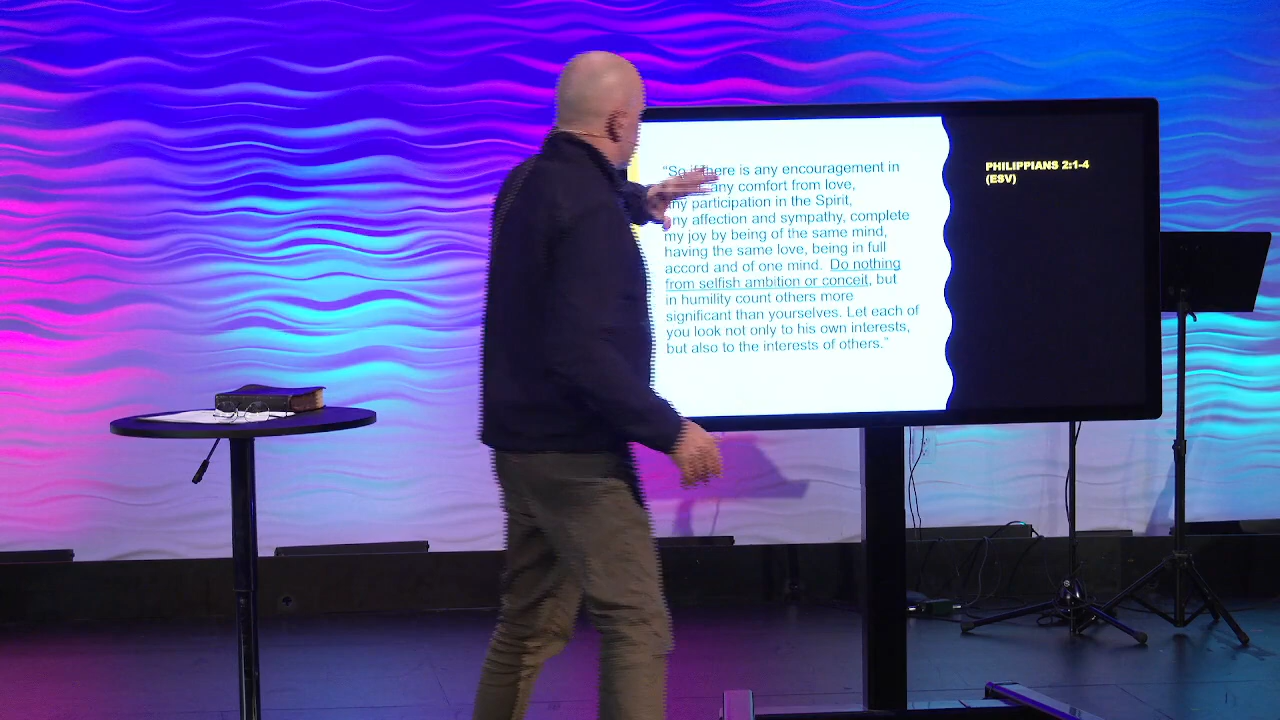 “So if there is any encouragement in
any comfort from love,
any participation in the Spirit,
any affection and sympathy, complete
my joy by being of the same mind,
having the same love, being in full
accord and of one mind. Do nothing
from selfish ambition or conceit, but
in humility count others more
significant than yourselves. Let each of
you look not only to his own interests,
but also to the interests of others.”
PHILIPPIANS 2:1-4
(ESV)